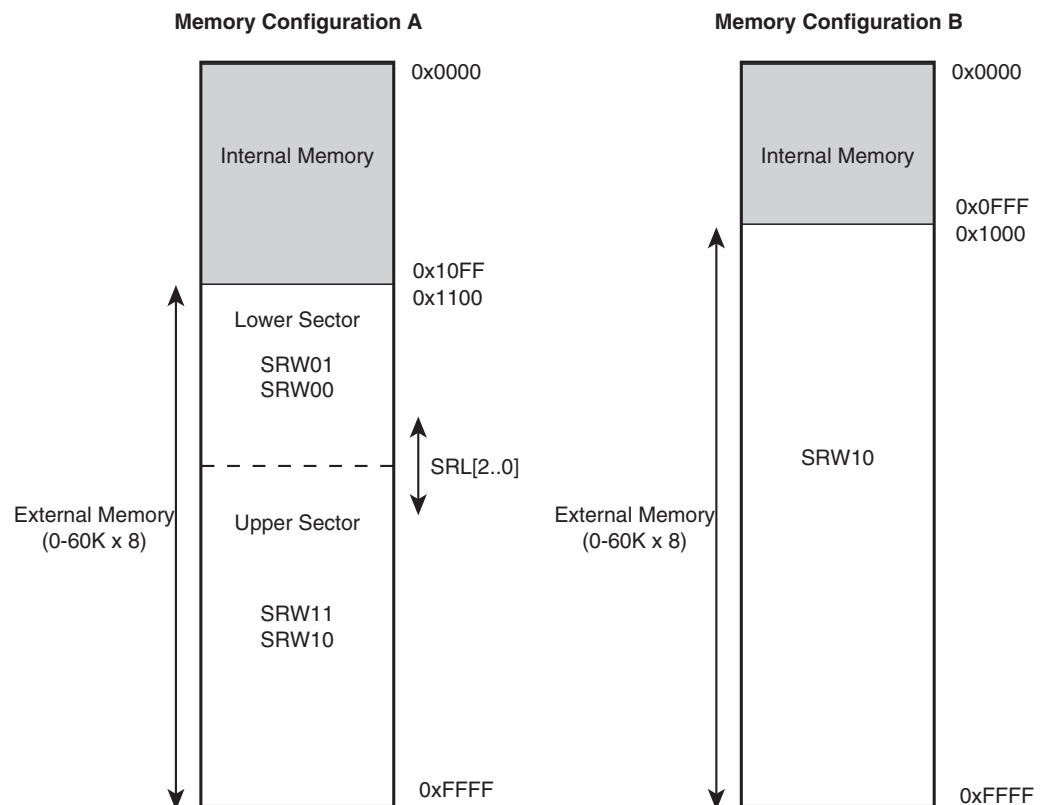 Memory Configuration A
0x0000
Internal Memory
0x10FF
0x1100
Lower Sector
SRW01
SRW00
SRL[2..0]
External Memory
(0-60K x 8)
Upper Sector
SRW11
SRW10
0xFFFF
Memory Configuration B
0x0000
Internal Memory
0x0FFF
0x1000
SRW10
External Memory
(0-60K x 8)
0xFFFF